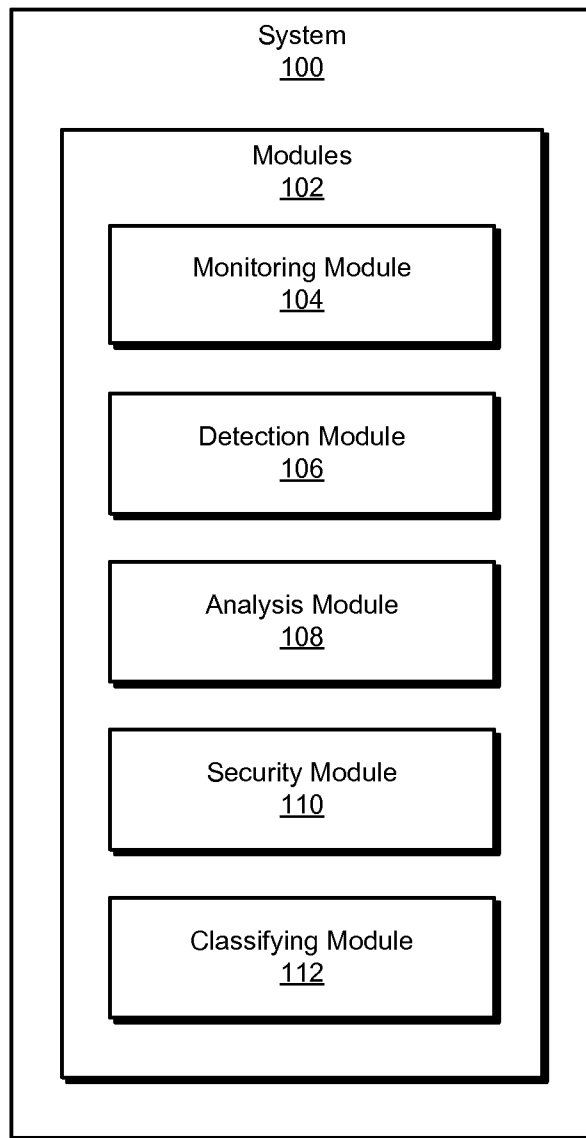 System
100
Modules
102
Monitoring Module
104
Detection Module
106
Analysis Module
108
Security Module
110
Classifying Module
112